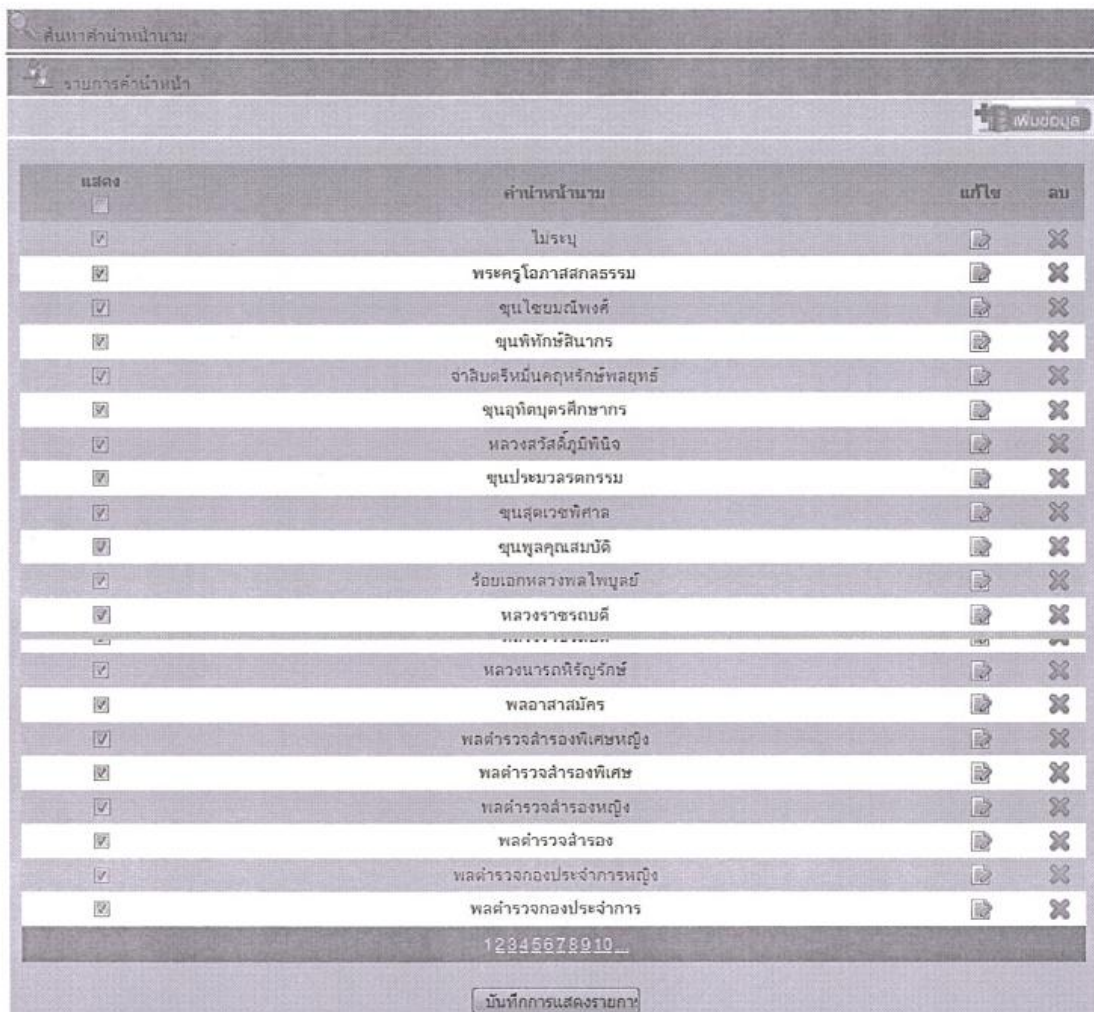 ค้นหาคำนำหน้านาม
รายการคำนำหน้า
เพิ่มข้อมูล
แสดง คำนำหน้านาม แก้ไข ลบ
ไม่ระบุ
พระครูโอภาสสกลธรรม
ขุนไชยมณีพงศ์
ขุนพิทักษ์สินากร
จ่าสิบตรีหมื่นคฤหรักษ์พลยุทธ์
ขุนอุทิตบุตรศึกษากร
หลวงสวัสดิ์ภูมิพินิจ
ขุนประมวลรตกรรม
ขุนสุตเวชพิศาล
ขุนพูลคุณสมบัติ
ร้อยเอกหลวงพลไพบูลย์
หลวงราชรถบดี
หลวงนารถหิรัญรักษ์
พลอาสาสมัคร
พลตำรวจสำรองพิเศษหญิง
พลตำรวจสำรองพิเศษ
พลตำรวจสำรองหญิง
พลตำรวจสำรอง
พลตำรวจกองประจำการหญิง
พลตำรวจกองประจำการ
12345678910...
บันทึกการแสดงรายกา